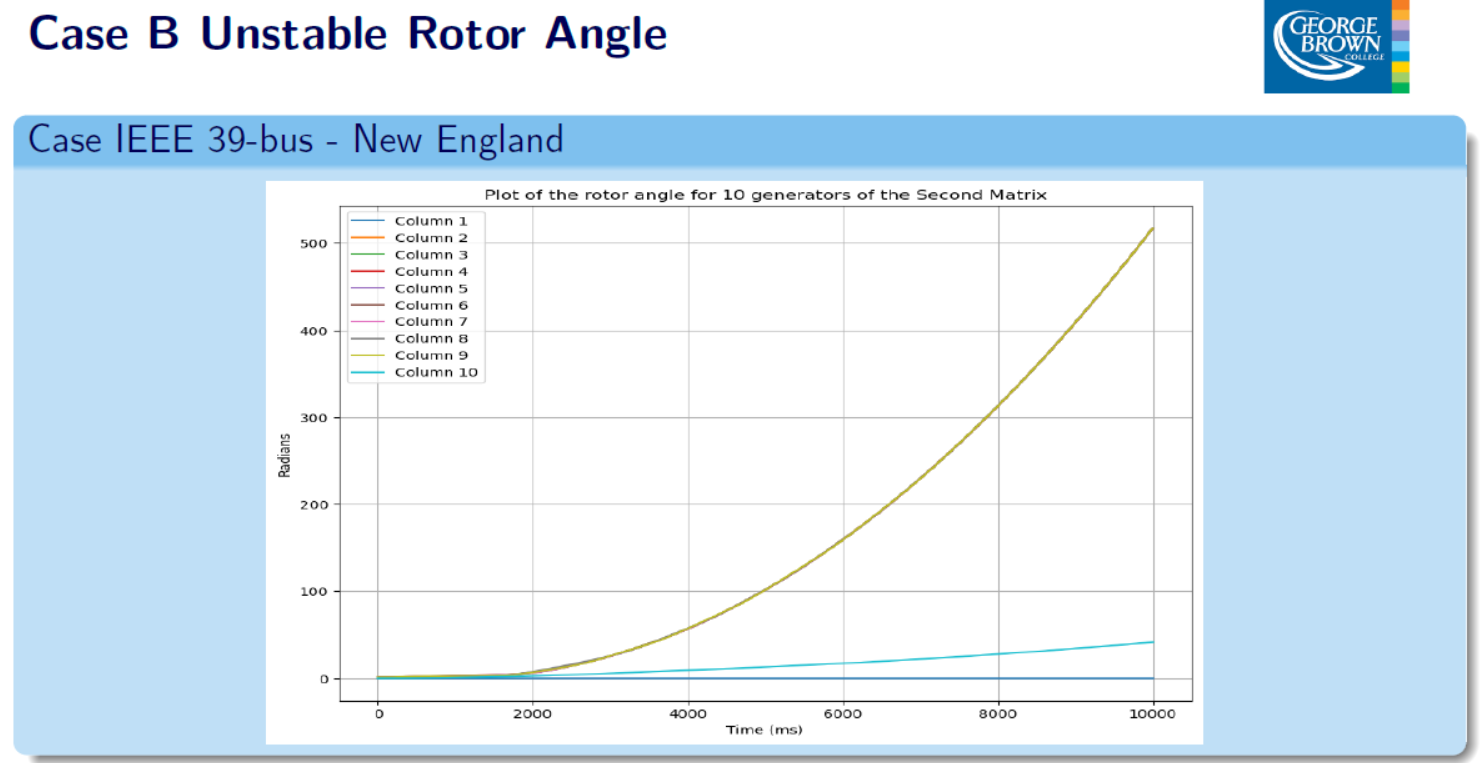 Case B Unstable Rotor Angle
GEORGE
BROWN
COLLEGE
Case IEEE 39-bus - New England
Plot of the rotor angle for 10 generators of the Second Matrix
Column 1
Column 2
Column 3
Column 4
Column 5
Column 6
Column 7
Column 8
Column 9
Column 10
500
400
300
200
100
0
Radians
0 2000 4000 6000 8000 10000
Time (ms)